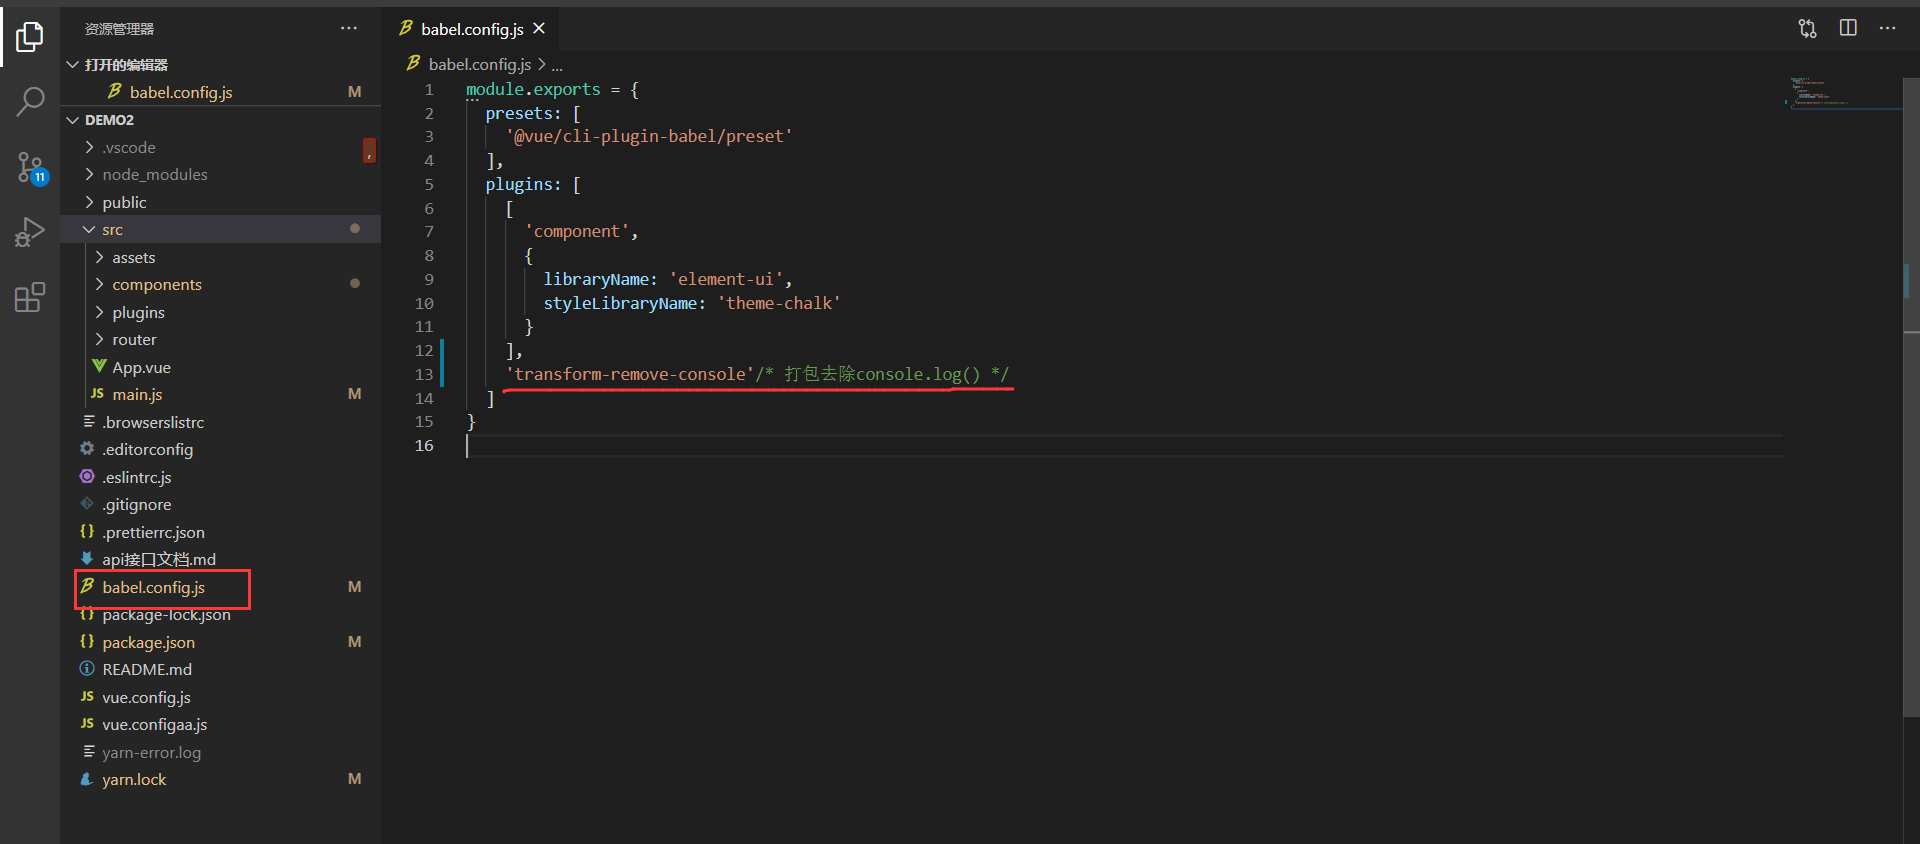 资源管理器
打开的编辑器
babel.config.js M
DEMO2
.vscode
,
node_modules
public
src
assets
components
plugins
router
App.vue
JS main.js M
.browserslistrc
.editorconfig
.eslintrc.js
.gitignore
{} .prettierrc.json
api接口文档.md
babel.config.js M
{} package-lock.json
{} package.json M
README.md
JS vue.config.js
JS vue.configaa.js
yarn-error.log
yarn.lock M
11
babel.config.js
babel.config.js > ...
1 module.exports = {
2 presets: [
3 '@vue/cli-plugin-babel/preset'
4 ],
5 plugins: [
6 [
7 'component',
8 {
9 libraryName: 'element-ui',
10 styleLibraryName: 'theme-chalk'
11 }
12 ],
13 'transform-remove-console'/* 打包去除console.log() */
14 ]
15 }
16